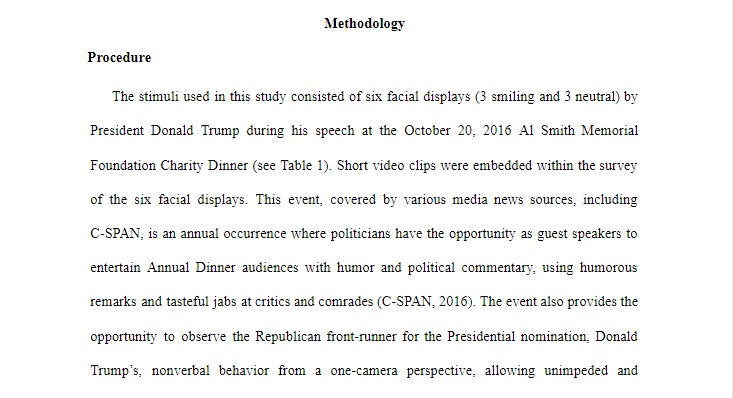 Methodology
Procedure
The stimuli used in this study consisted of six facial displays (3 smiling and 3 neutral) by
President Donald Trump during his speech at the October 20, 2016 Al Smith Memorial
Foundation Charity Dinner (see Table 1). Short video clips were embedded within the survey
of the six facial displays. This event, covered by various media news sources, including
C-SPAN, is an annual occurrence where politicians have the opportunity as guest speakers to
entertain Annual Dinner audiences with humor and political commentary, using humorous
remarks and tasteful jabs at critics and comrades (C-SPAN, 2016). The event also provides the
opportunity to observe the Republican front-runner for the Presidential nomination, Donald
Trump’s, nonverbal behavior from a one-camera perspective, allowing unimpeded and